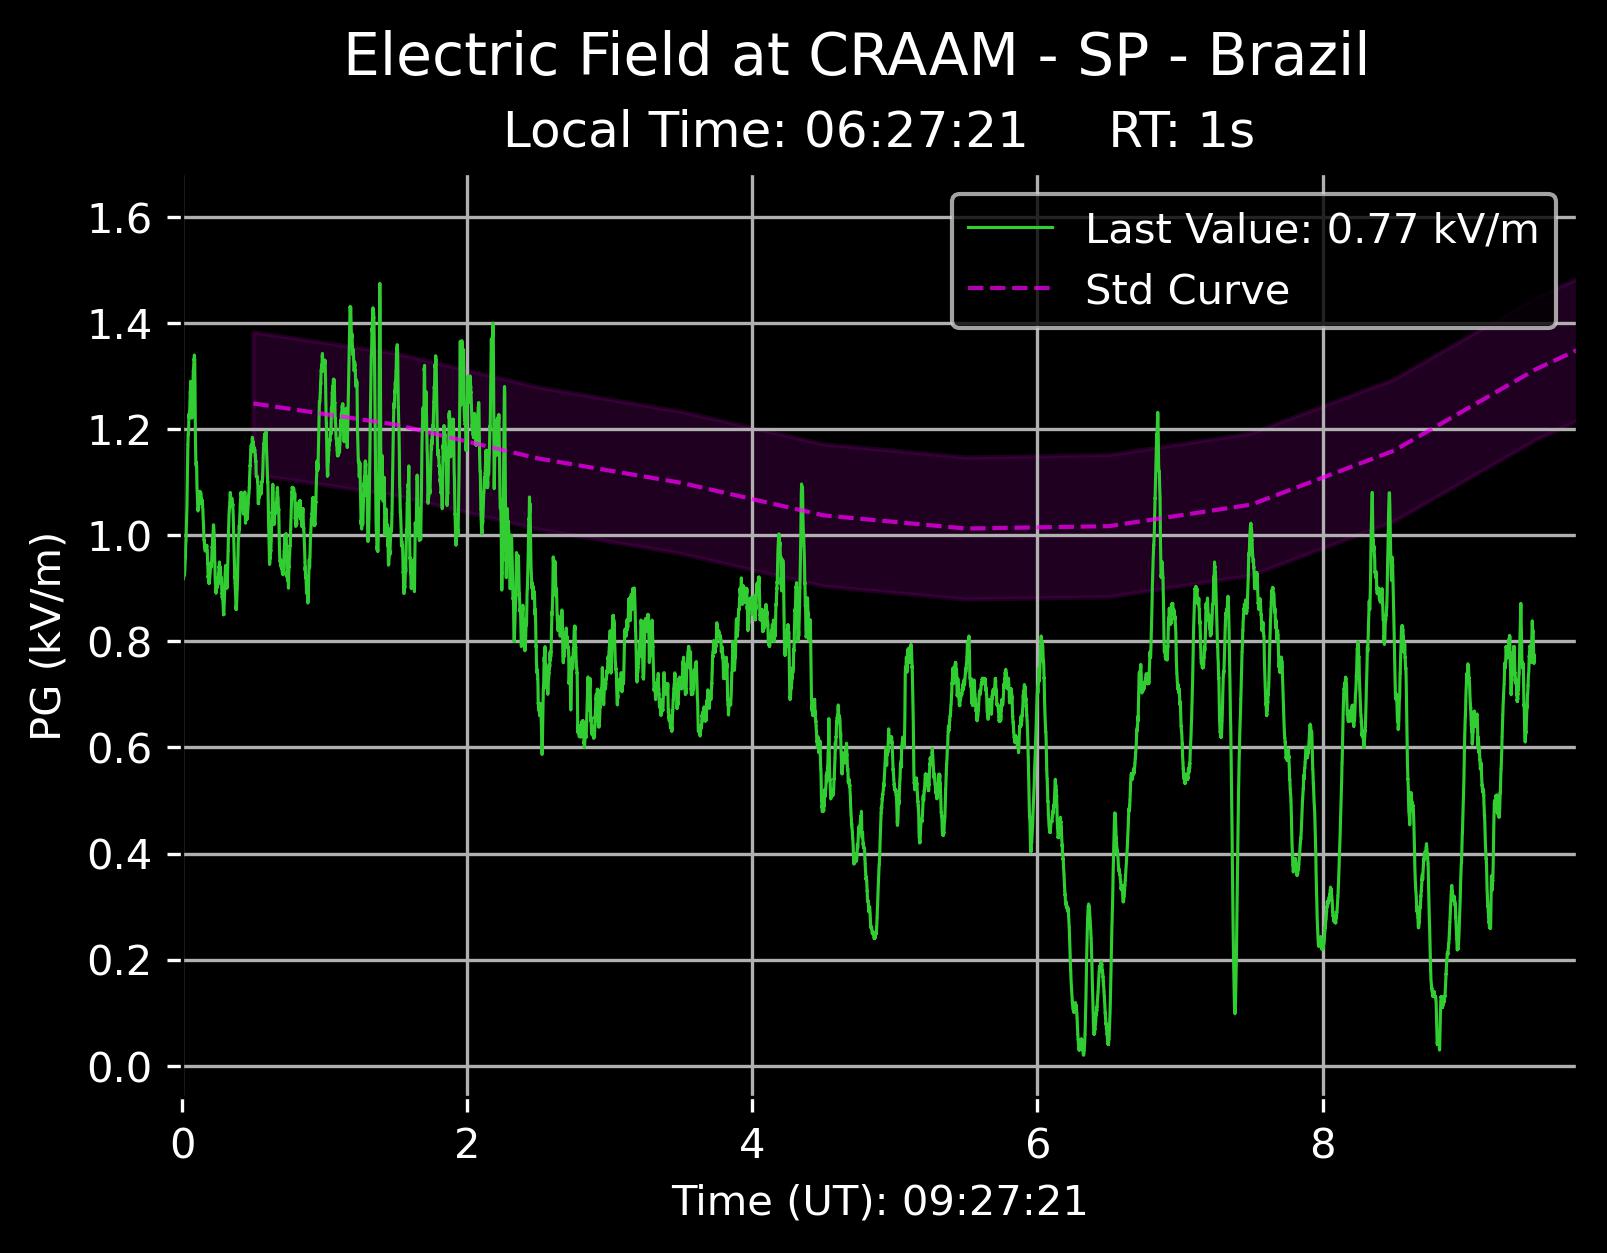 Electric Field at CRAAM - SP - Brazil
Local Time: 06:27:21 RT: 1s
Last Value: 0.77 kV/m
Std Curve
PG (kV/m)
1.6
1.4
1.2
1.0
0.8
0.6
0.4
0.2
0.0
0 2 4 6 8
Time (UT): 09:27:21